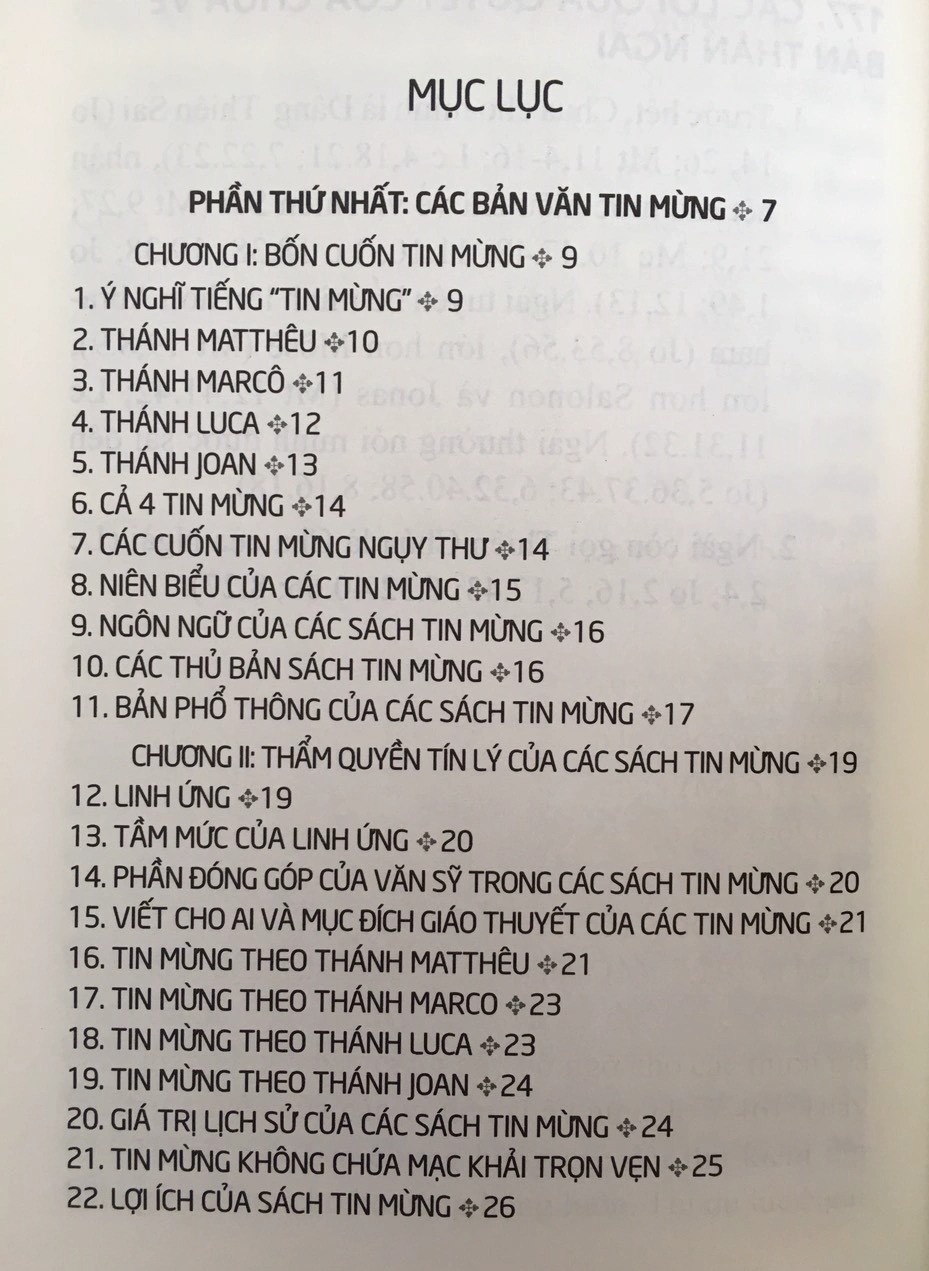 MỤC LỤC
PHẦN THỨ NHẤT: CÁC BẢN VĂN TIN MỪNG ✥ 7
CHƯƠNG I: BỐN CUỐN TIN MỪNG ✥ 9
1. Ý NGHĨ TIẾNG “TIN MỪNG” ✥ 9
2. THÁNH MATTHÊU ✥10
3. THÁNH MARCÔ ✥11
4. THÁNH LUCA ✥12
5. THÁNH JOAN ✥13
6. CẢ 4 TIN MỪNG ✥14
7. CÁC CUỐN TIN MỪNG NGỤY THƯ ✥14
8. NIÊN BIỂU CỦA CÁC TIN MỪNG ✥15
9. NGÔN NGỮ CỦA CÁC SÁCH TIN MỪNG ✥16
10. CÁC THỦ BẢN SÁCH TIN MỪNG ✥16
11. BẢN PHỔ THÔNG CỦA CÁC SÁCH TIN MỪNG ✥17
CHƯƠNG II: THẨM QUYỀN TÍN LÝ CỦA CÁC SÁCH TIN MỪNG ✥19
12. LINH ỨNG ✥19
13. TẦM MỨC CỦA LINH ỨNG ✥20
14. PHẦN ĐÓNG GÓP CỦA VĂN SỸ TRONG CÁC SÁCH TIN MỪNG ✥20
15. VIẾT CHO AI VÀ MỤC ĐÍCH GIÁO THUYẾT CỦA CÁC TIN MỪNG ✥21
16. TIN MỪNG THEO THÁNH MATTHÊU ✥21
17. TIN MỪNG THEO THÁNH MARCO ✥23
18. TIN MỪNG THEO THÁNH LUCA ✥23
19. TIN MỪNG THEO THÁNH JOAN ✥24
20. GIÁ TRỊ LỊCH SỬ CỦA CÁC SÁCH TIN MỪNG ✥24
21. TIN MỪNG KHÔNG CHỨA MẠC KHẢI TRỌN VẸN ✥25
22. LỢI ÍCH CỦA SÁCH TIN MỪNG ✥26